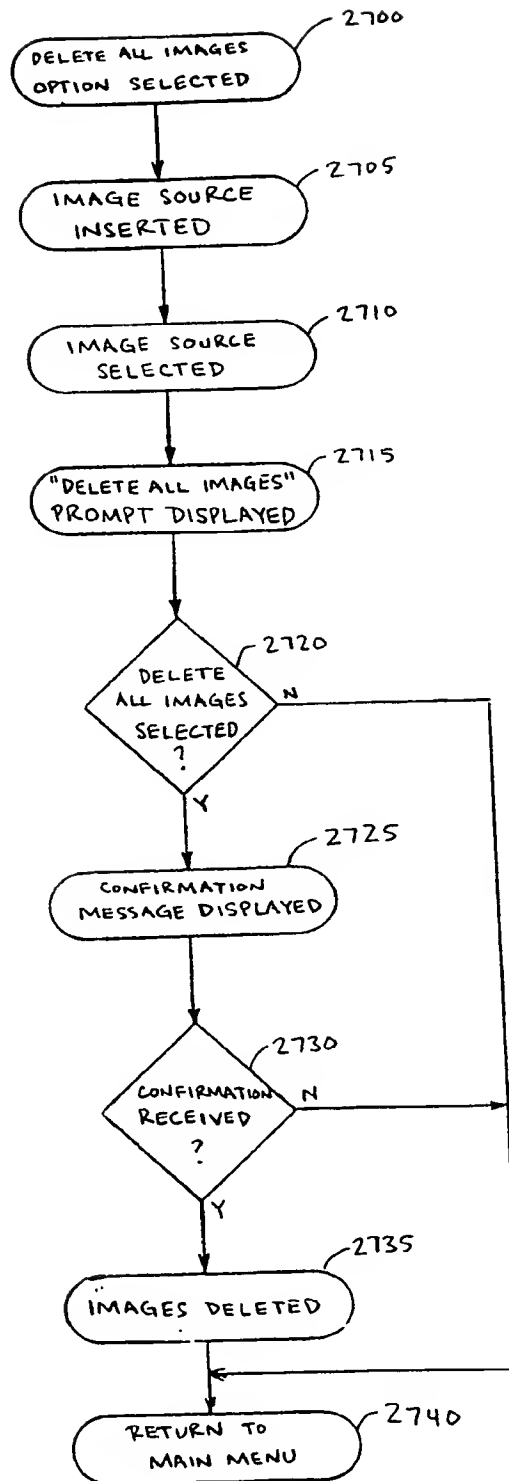 2700
DELETE ALL IMAGES
OPTION SELECTED
2705
IMAGE SOURCE
INSERTED
2710
IMAGE SOURCE
SELECTED
2715
"DELETE ALL IMAGES"
PROMPT DISPLAYED
2720
DELETE
ALL IMAGES
SELECTED
?
N
Y
2725
CONFIRMATION
MESSAGE DISPLAYED
2730
CONFIRMATION
RECEIVED
?
N
Y
2735
IMAGES DELETED
2740
RETURN TO
MAIN MENU